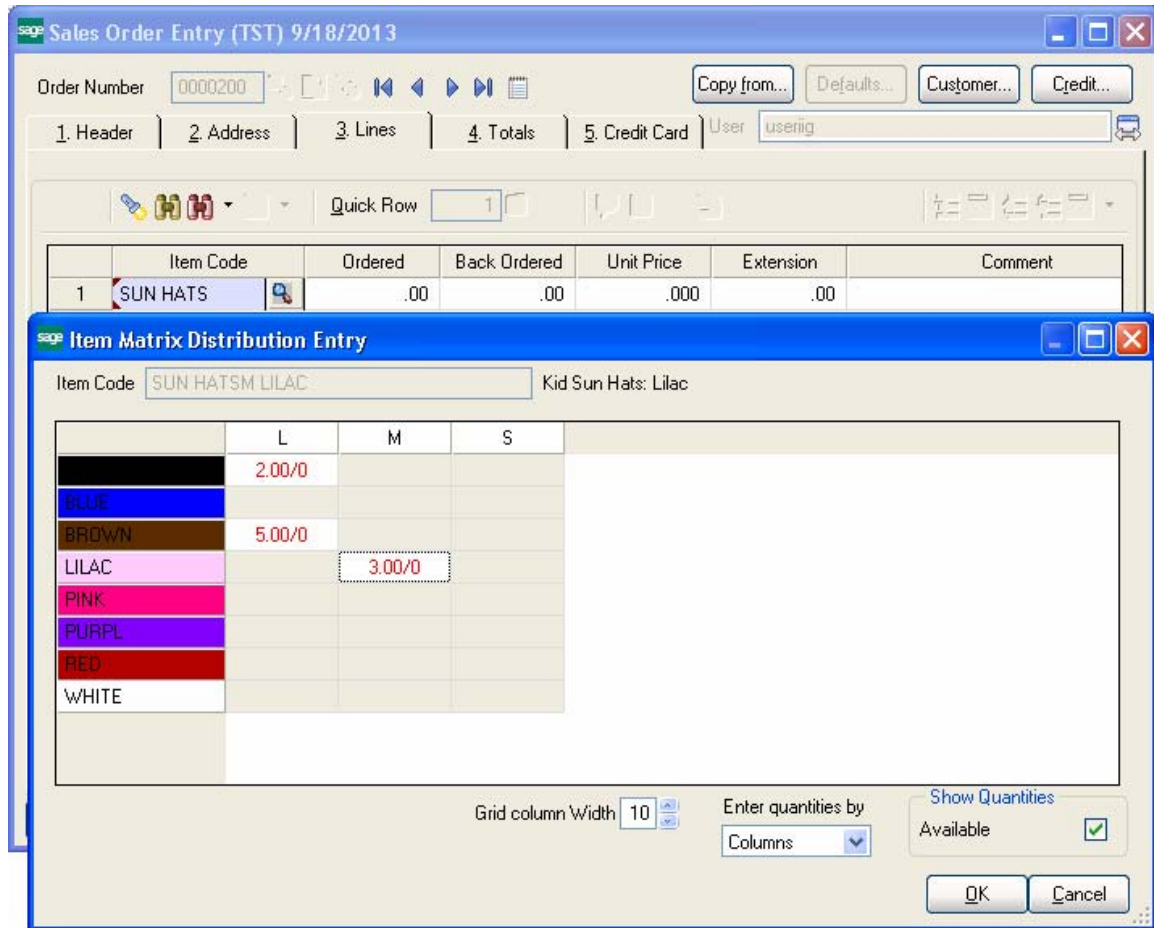 sage Sales Order Entry (TST) 9/18/2013
Order Number 0000200 Copy from... Defaults... Customer... Credit...
1. Header 2. Address 3. Lines 4. Totals 5. Credit Card User useriig
Quick Row 1
Item Code Ordered Back Ordered Unit Price Extension Comment
1 SUN HATS .00 .00 .000 .00
sage Item Matrix Distribution Entry
Item Code SUN HATSM LILAC Kid Sun Hats: Lilac
L M S
2.00/0
BLUE
BROWN 5.00/0
LILAC 3.00/0
PINK
PURPL
RED
WHITE
Grid column Width 10 Enter quantities by Show Quantities
Columns Available
OK Cancel